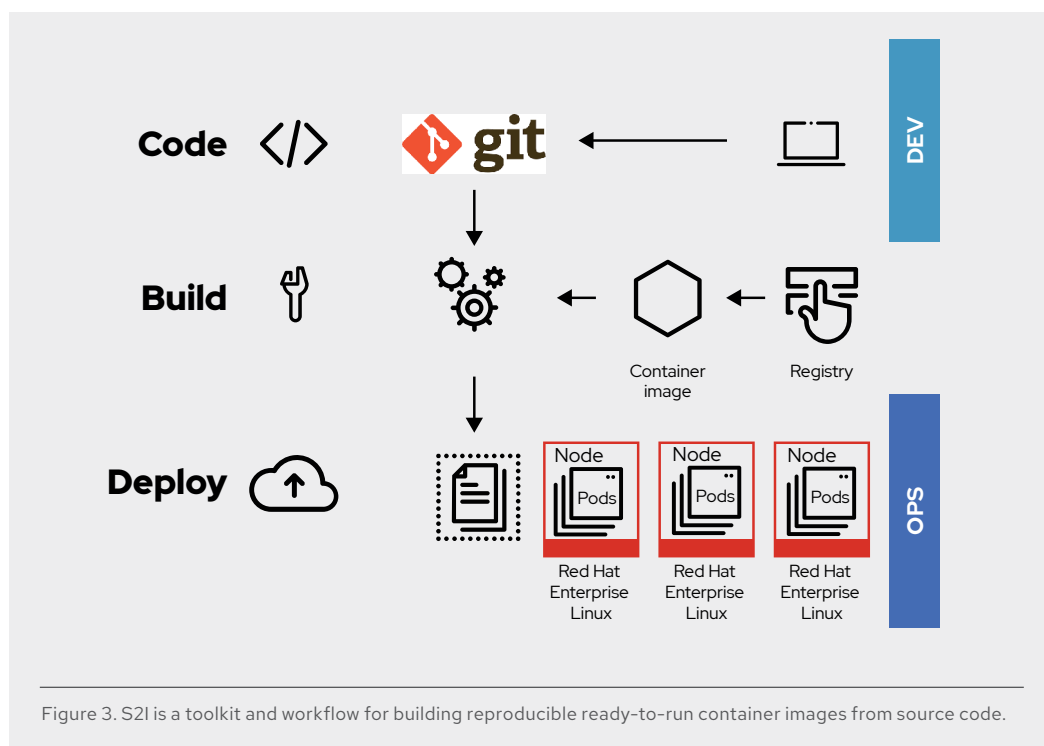 Code
git
DEV
Build
Container
image
Registry
Deploy
Node
Pods
Red Hat
Enterprise
Linux
Node
Pods
Red Hat
Enterprise
Linux
Node
Pods
Red Hat
Enterprise
Linux
OPS
Figure 3. S2I is a toolkit and workflow for building reproducible ready-to-run container images from source code.